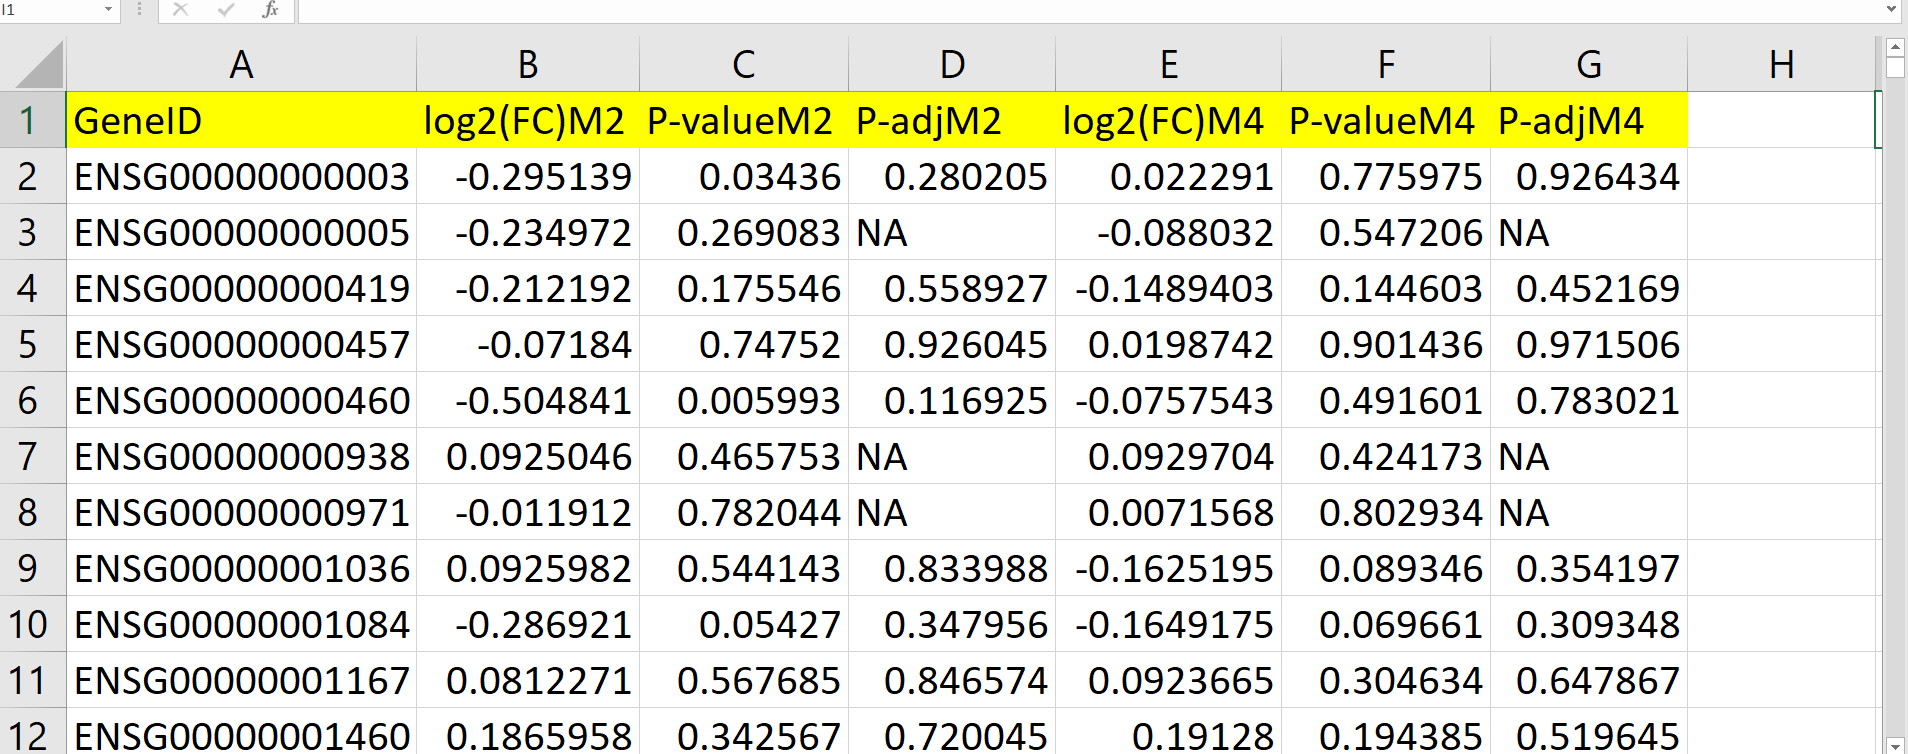 I1 fx
A B C D E F G H
1 GeneID log2(FC)M2 P-valueM2 P-adjM2 log2(FC)M4 P-valueM4 P-adjM4
2 ENSG00000000003 -0.295139 0.03436 0.280205 0.022291 0.775975 0.926434
3 ENSG00000000005 -0.234972 0.269083 NA -0.088032 0.547206 NA
4 ENSG00000000419 -0.212192 0.175546 0.558927 -0.1489403 0.144603 0.452169
5 ENSG00000000457 -0.07184 0.74752 0.926045 0.0198742 0.901436 0.971506
6 ENSG00000000460 -0.504841 0.005993 0.116925 -0.0757543 0.491601 0.783021
7 ENSG00000000938 0.0925046 0.465753 NA 0.0929704 0.424173 NA
8 ENSG00000000971 -0.011912 0.782044 NA 0.0071568 0.802934 NA
9 ENSG00000001036 0.0925982 0.544143 0.833988 -0.1625195 0.089346 0.354197
10 ENSG00000001084 -0.286921 0.05427 0.347956 -0.1649175 0.069661 0.309348
11 ENSG00000001167 0.0812271 0.567685 0.846574 0.0923665 0.304634 0.647867
12 ENSG00000001460 0.1865958 0.342567 0.720045 0.19128 0.194385 0.519645